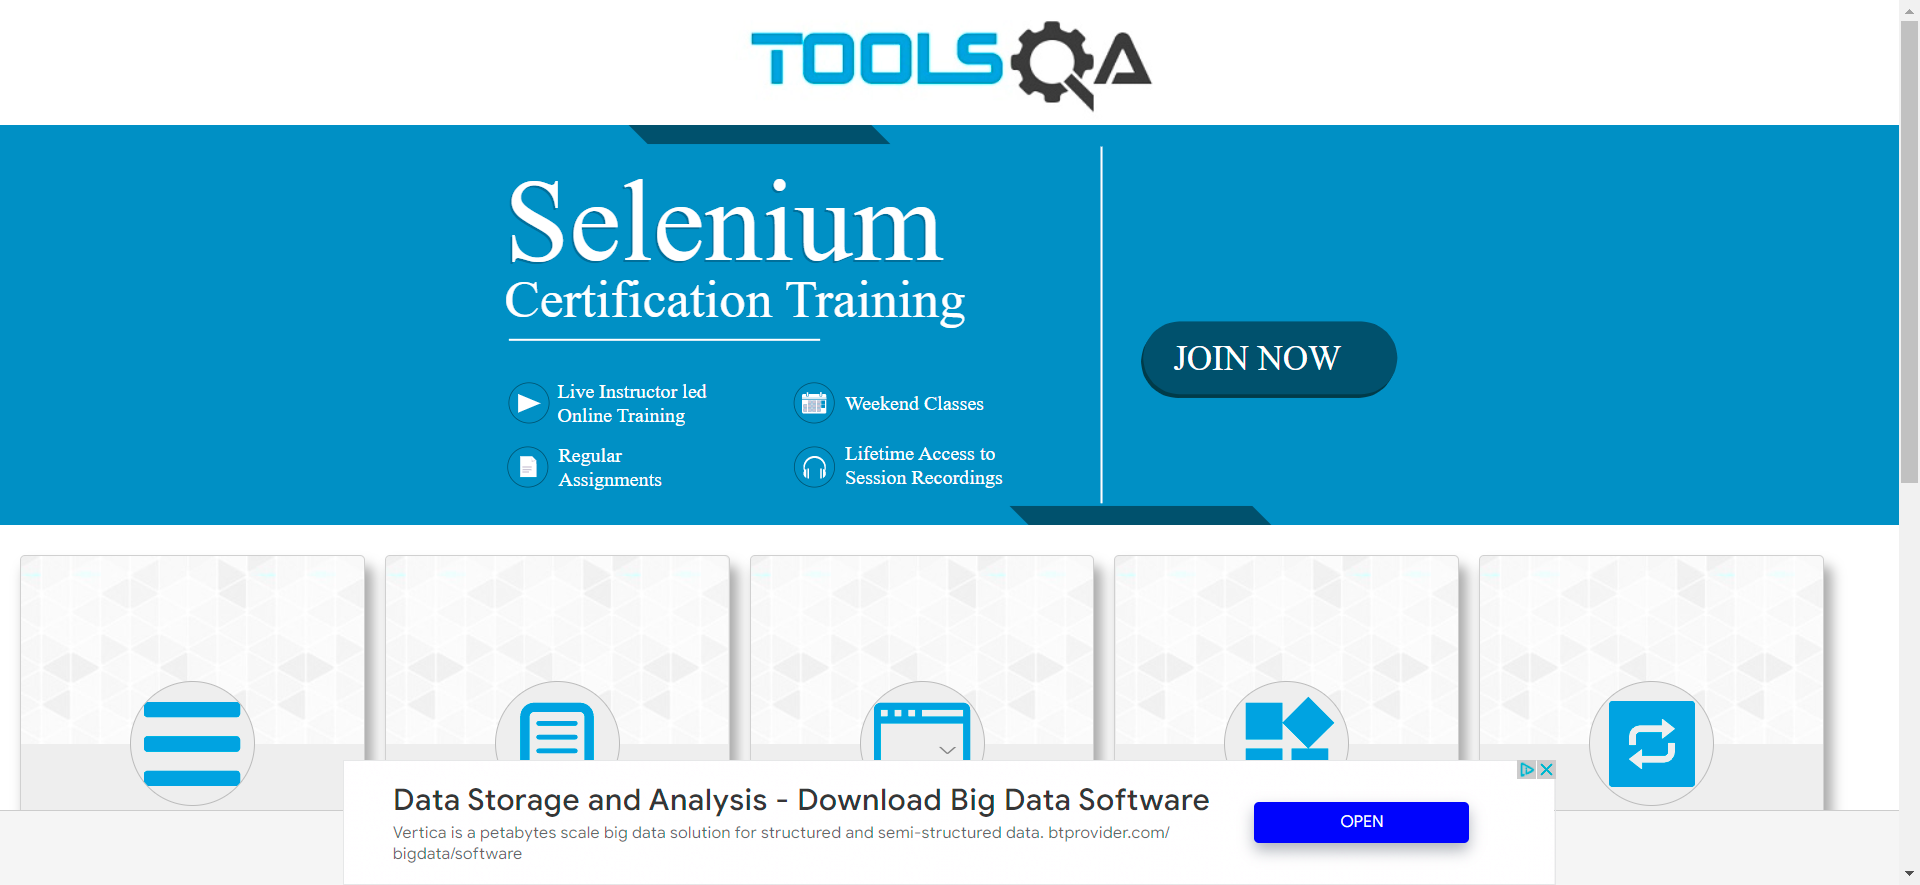 TOOLSQA
Selenium
Certification Training
JOIN NOW
Live Instructor led
Online Training
Weekend Classes
Regular
Assignments
Lifetime Access to
Session Recordings
Data Storage and Analysis - Download Big Data Software
Vertica is a petabytes scale big data solution for structured and semi-structured data. btprovider.com/
bigdata/software
OPEN